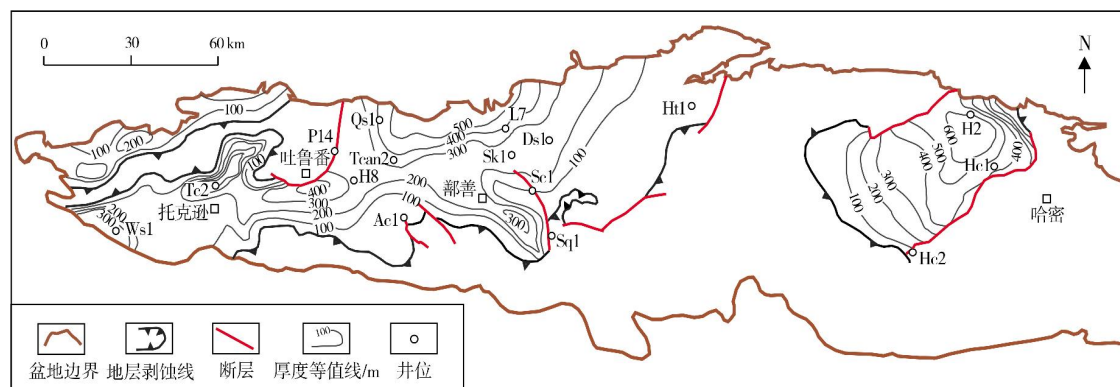 0 30 60 km
N
100 500 Qs1 L7 Ht1
100 200 P14 400 300 Ds1 600 H2
吐鲁番 Tcan2 Sk1 100 500 400
100 400 H8 200 Sc1 400 Hc1
Tc2 300 鄯善 300
托克逊 200 100 200 哈密
200 300 Ws1 100 Ac1 300 Sq1 100 Hc2
100
盆地边界 地层剥蚀线 断层 厚度等值线/m 井位